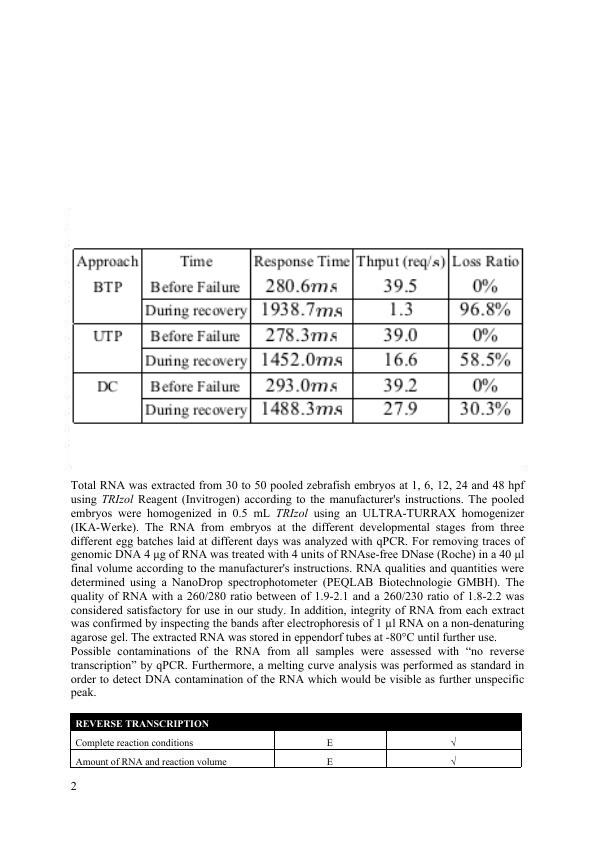 Approach Time Response Time Thrput (req/s) Loss Ratio
BTP Before Failure 280.6ms 39.5 0%
During recovery 1938.7ms 1.3 96.8%
UTP Before Failure 278.3ms 39.0 0%
During recovery 1452.0ms 16.6 58.5%
DC Before Failure 293.0ms 39.2 0%
During recovery 1488.3ms 27.9 30.3%
Total RNA was extracted from 30 to 50 pooled zebrafish embryos at 1, 6, 12, 24 and 48 hpf
using TRIzol Reagent (Invitrogen) according to the manufacturer's instructions. The pooled
embryos were homogenized in 0.5 mL TRIzol using an ULTRA-TURRAX homogenizer
(IKA-Werke). The RNA from embryos at the different developmental stages from three
different egg batches laid at different days was analyzed with qPCR. For removing traces of
genomic DNA 4 µg of RNA was treated with 4 units of RNAse-free DNase (Roche) in a 40 µl
final volume according to the manufacturer's instructions. RNA qualities and quantities were
determined using a NanoDrop spectrophotometer (PEQLAB Biotechnologie GMBH). The
quality of RNA with a 260/280 ratio between of 1.9-2.1 and a 260/230 ratio of 1.8-2.2 was
considered satisfactory for use in our study. In addition, integrity of RNA from each extract
was confirmed by inspecting the bands after electrophoresis of 1 µl RNA on a non-denaturing
agarose gel. The extracted RNA was stored in eppendorf tubes at -80°C until further use.
Possible contaminations of the RNA from all samples were assessed with “no reverse
transcription” by qPCR. Furthermore, a melting curve analysis was performed as standard in
order to detect DNA contamination of the RNA which would be visible as further unspecific
peak.
REVERSE TRANSCRIPTION
Complete reaction conditions E √
Amount of RNA and reaction volume E √
2